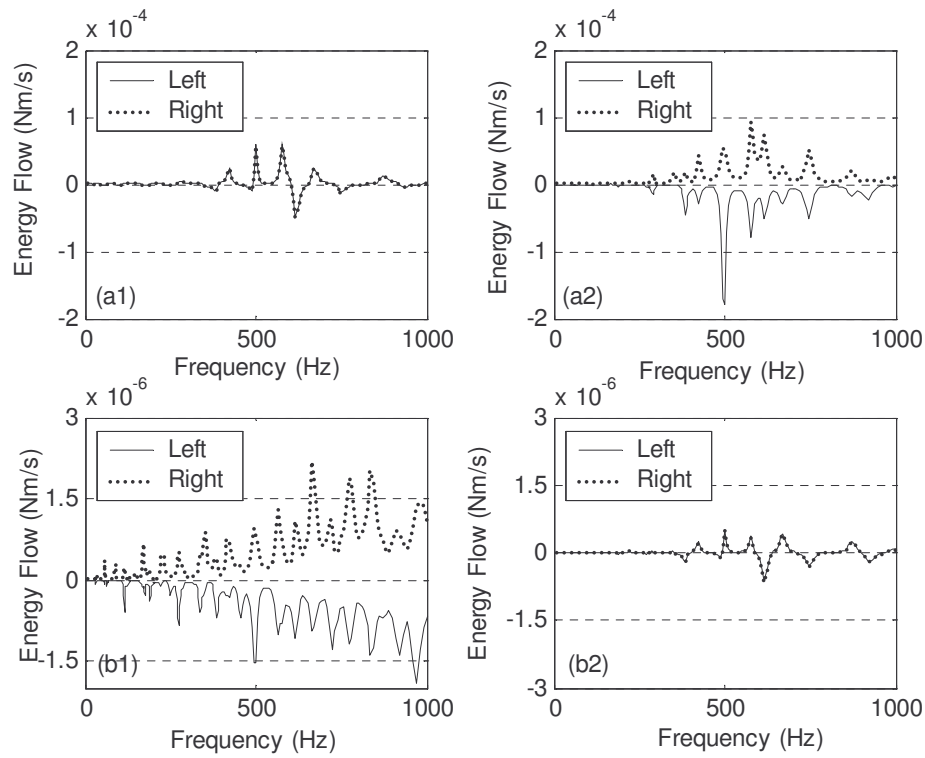 x 10^-4
2
1
0
-1
-2
Energy Flow (Nm/s)
Left
Right
(a1)
0 500 1000
Frequency (Hz)
x 10^-4
2
1
0
-1
-2
Energy Flow (Nm/s)
Left
Right
(a2)
0 500 1000
Frequency (Hz)
x 10^-6
3
1.5
0
-1.5
Energy Flow (Nm/s)
Left
Right
(b1)
0 500 1000
Frequency (Hz)
x 10^-6
3
1.5
0
-1.5
-3
Energy Flow (Nm/s)
Left
Right
(b2)
0 500 1000
Frequency (Hz)